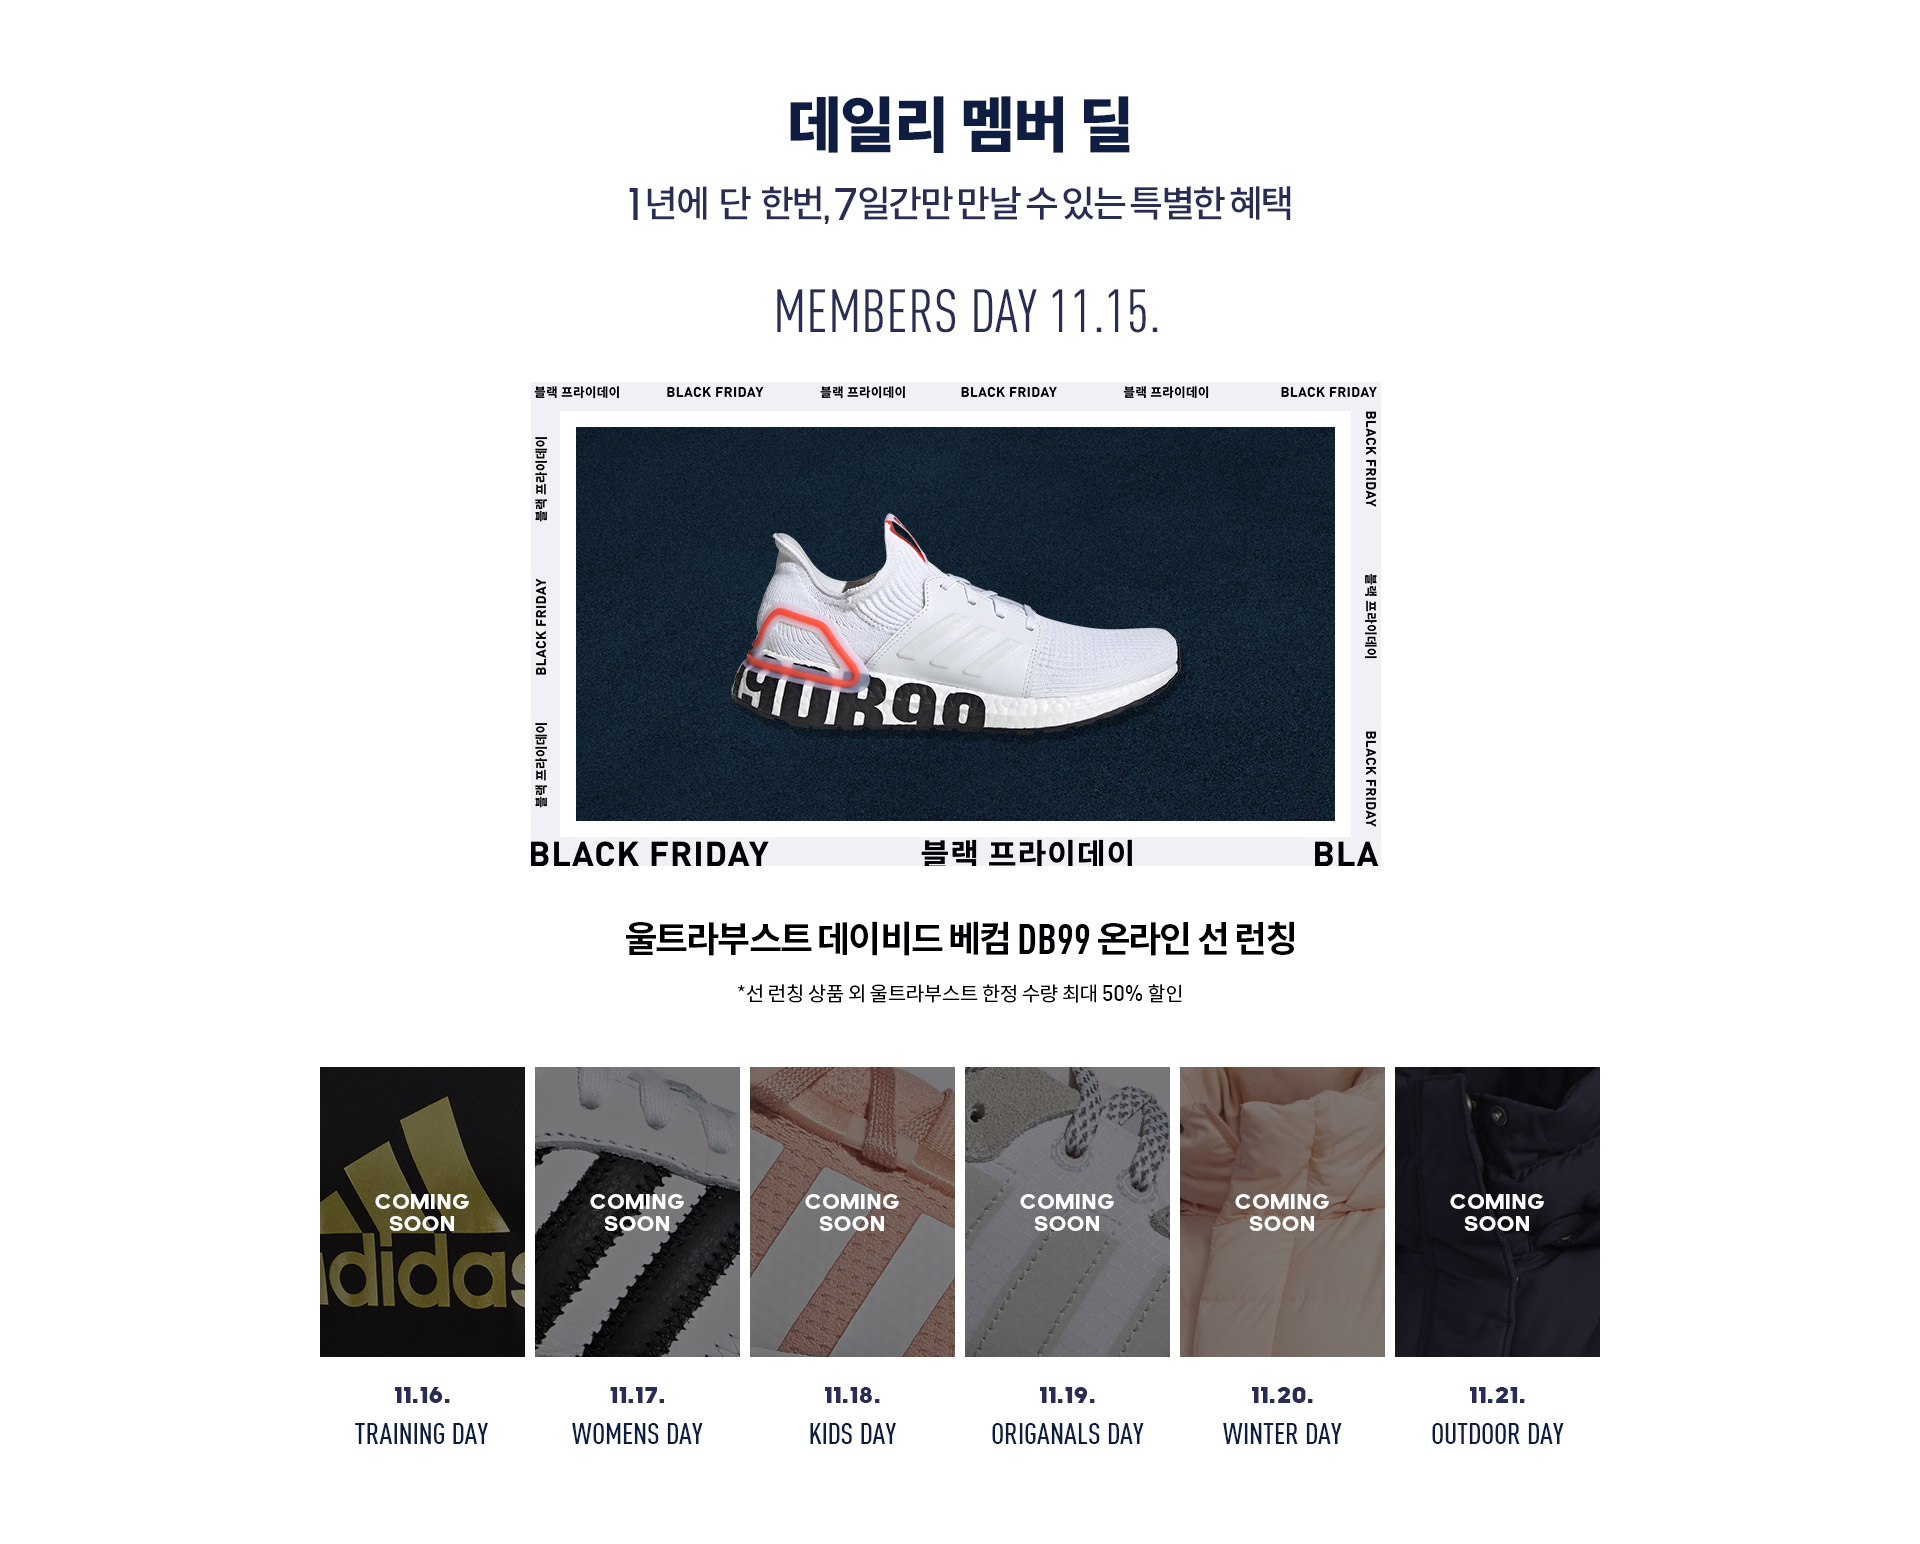 데일리 멤버 딜
1년에 단 한번, 7일간만 만날 수 있는 특별한 혜택
MEMBERS DAY 11.15.
블랙 프라이데이 BLACK FRIDAY 블랙 프라이데이 BLACK FRIDAY 블랙 프라이데이 BLACK FRIDAY
블랙 프라이데이
BLACK FRIDAY
블랙 프라이데이
BLACK FRIDAY
블랙 프라이데이
BLACK FRIDAY
DB99
BLACK FRIDAY 블랙 프라이데이 BLA
울트라부스트 데이비드 베컴 DB99 온라인 선 런칭
*선 런칭 상품 외 울트라부스트 한정 수량 최대 50% 할인
adidas
COMING
SOON
COMING
SOON
COMING
SOON
COMING
SOON
COMING
SOON
COMING
SOON
11.16.
TRAINING DAY
11.17.
WOMENS DAY
11.18.
KIDS DAY
11.19.
ORIGANALS DAY
11.20.
WINTER DAY
11.21.
OUTDOOR DAY